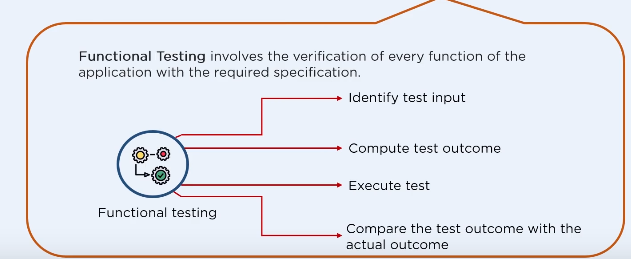 Functional Testing involves the verification of every function of the
application with the required specification.
Identify test input
Compute test outcome
Execute test
Functional testing
Compare the test outcome with the
actual outcome